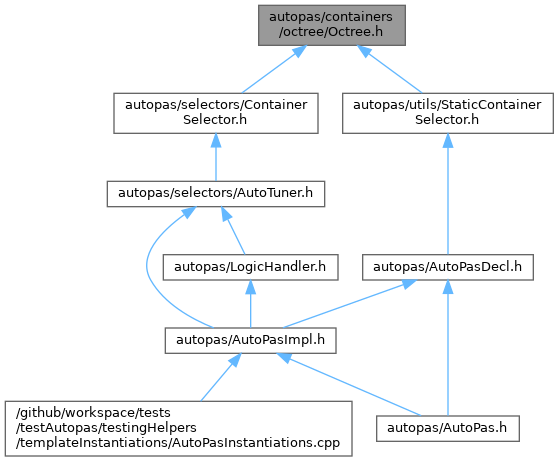 autopas/containers
/octree/Octree.h
autopas/selectors/Container
Selector.h
autopas/utils/StaticContainer
Selector.h
autopas/selectors/AutoTuner.h
autopas/LogicHandler.h
autopas/AutoPasDecl.h
autopas/AutoPasImpl.h
/github/workspace/tests
/testAutopas/testingHelpers
/templateInstantiations/AutoPasInstantiations.cpp
autopas/AutoPas.h